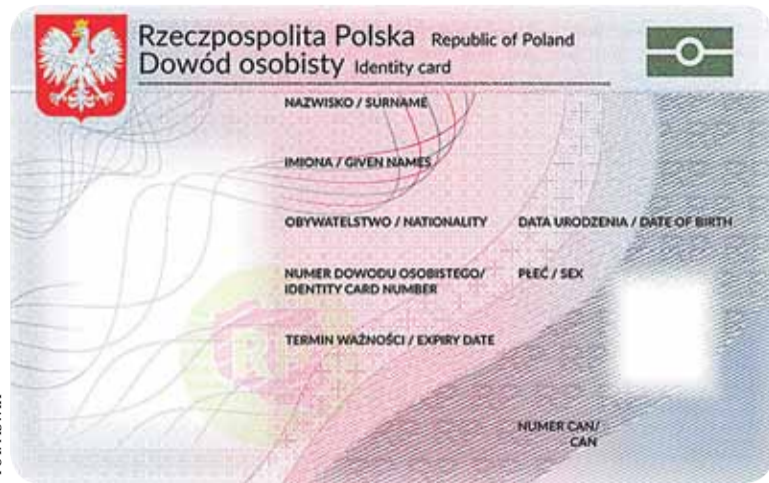 Rzeczpospolita Polska Republic of Poland
Dowód osobisty Identity card
NAZWISKO / SURNAME
IMIONA / GIVEN NAMES
OBYWATELSTWO / NATIONALITY DATA URODZENIA / DATE OF BIRTH
NUMER DOWODU OSOBISTEGO/ PŁEĆ / SEX
IDENTITY CARD NUMBER
TERMIN WAŻNOŚCI / EXPIRY DATE
NUMER CAN/
CAN